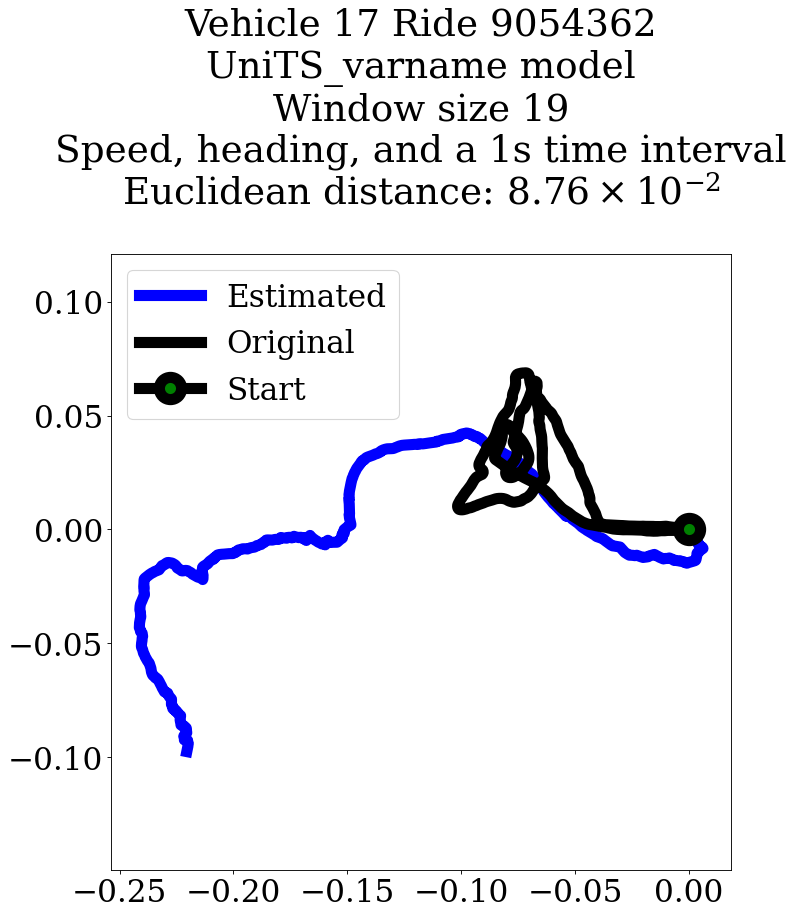 Vehicle 17 Ride 9054362
UniTS_varname model
Window size 19
Speed, heading, and a 1s time interval
Euclidean distance: 8.76 × 10⁻²
Estimated
Original
Start
0.10
0.05
0.00
−0.05
−0.10
−0.25 −0.20 −0.15 −0.10 −0.05 0.00